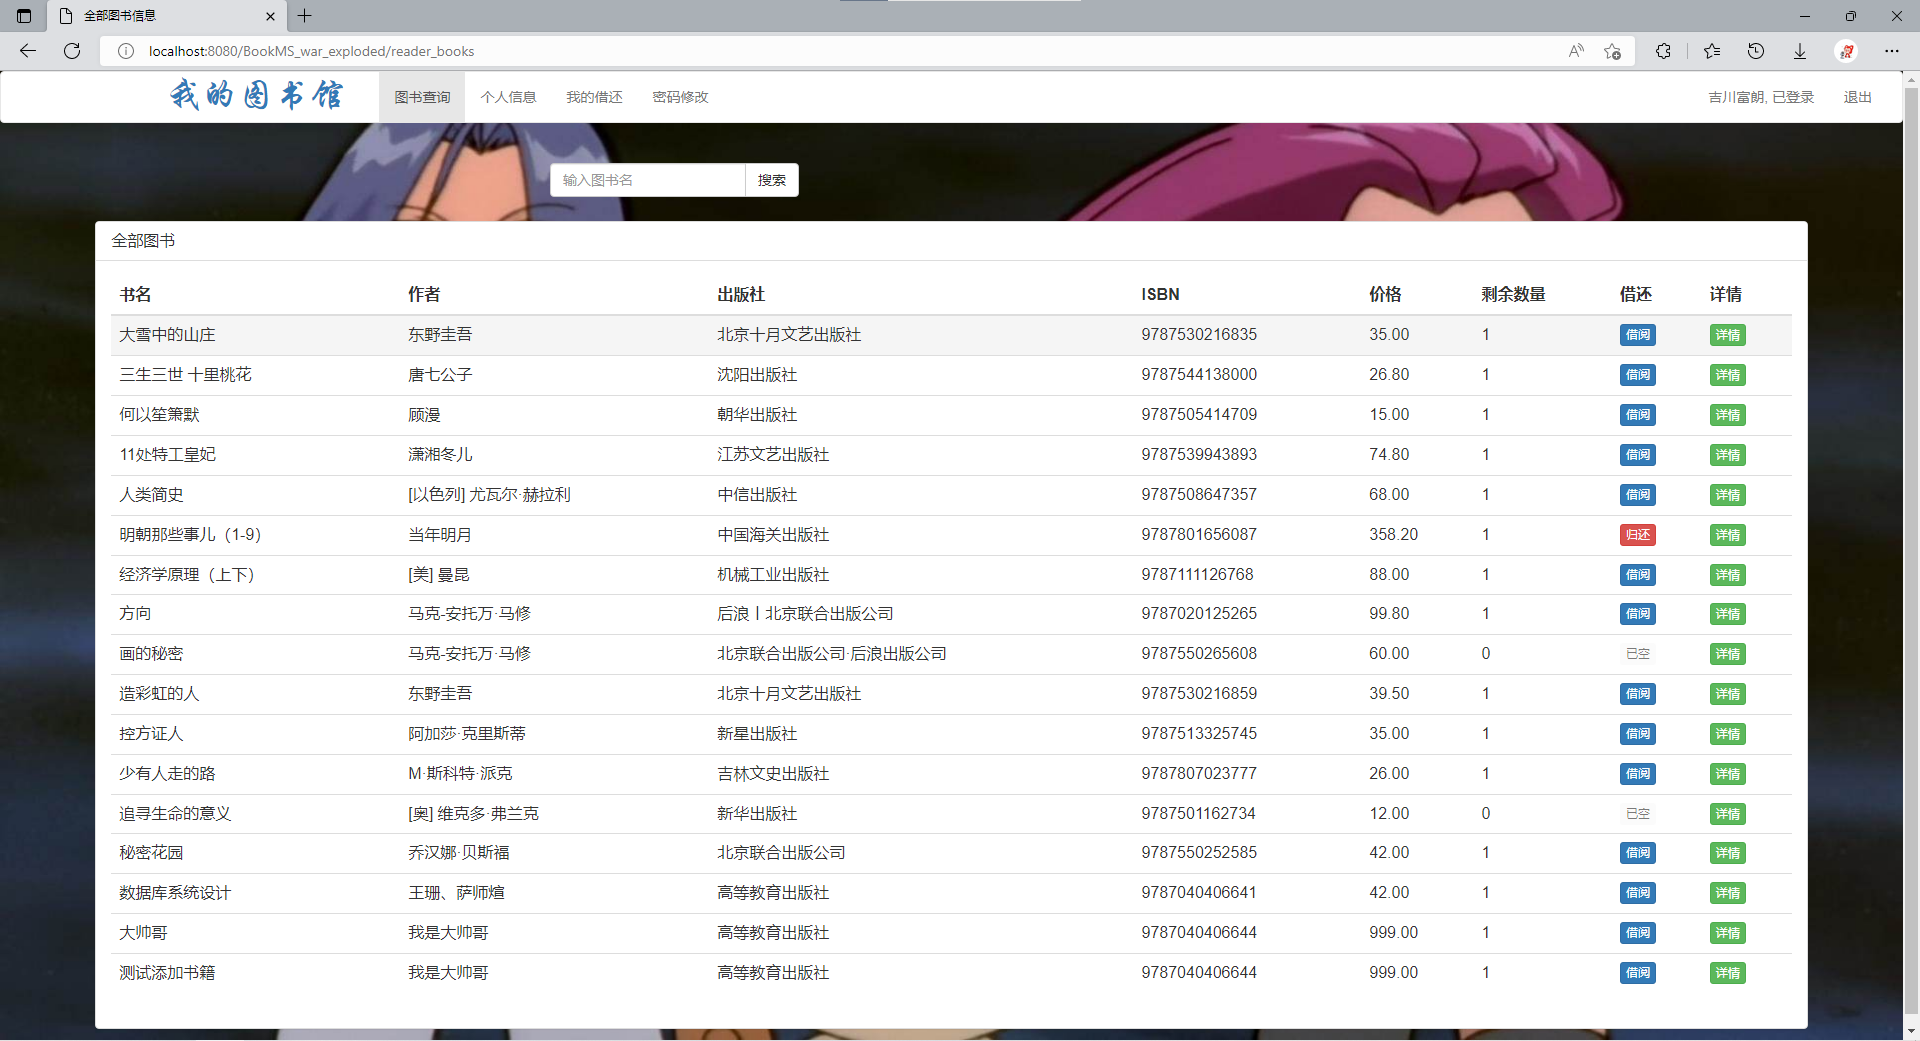 全部图书信息
localhost:8080/BookMS_war_exploded/reader_books
我的图书馆 图书查询 个人信息 我的借还 密码修改 吉川富朗, 已登录 退出
输入图书名 搜索
全部图书
书名 作者 出版社 ISBN 价格 剩余数量 借还 详情
大雪中的山庄 东野圭吾 北京十月文艺出版社 9787530216835 35.00 1 借阅 详情
三生三世 十里桃花 唐七公子 沈阳出版社 9787544138000 26.80 1 借阅 详情
何以笙箫默 顾漫 朝华出版社 9787505414709 15.00 1 借阅 详情
11处特工皇妃 潇湘冬儿 江苏文艺出版社 9787539943893 74.80 1 借阅 详情
人类简史 [以色列] 尤瓦尔·赫拉利 中信出版社 9787508647357 68.00 1 借阅 详情
明朝那些事儿（1-9） 当年明月 中国海关出版社 9787801656087 358.20 1 归还 详情
经济学原理（上下） [美] 曼昆 机械工业出版社 9787111126768 88.00 1 借阅 详情
方向 马克-安托万·马修 后浪丨北京联合出版公司 9787020125265 99.80 1 借阅 详情
画的秘密 马克-安托万·马修 北京联合出版公司·后浪出版公司 9787550265608 60.00 0 已空 详情
造彩虹的人 东野圭吾 北京十月文艺出版社 9787530216859 39.50 1 借阅 详情
控方证人 阿加莎·克里斯蒂 新星出版社 9787513325745 35.00 1 借阅 详情
少有人走的路 M·斯科特·派克 吉林文史出版社 9787807023777 26.00 1 借阅 详情
追寻生命的意义 [奥] 维克多·弗兰克 新华出版社 9787501162734 12.00 0 已空 详情
秘密花园 乔汉娜·贝斯福 北京联合出版公司 9787550252585 42.00 1 借阅 详情
数据库系统设计 王珊、萨师煊 高等教育出版社 9787040406641 42.00 1 借阅 详情
大帅哥 我是大帅哥 高等教育出版社 9787040406644 999.00 1 借阅 详情
测试添加书籍 我是大帅哥 高等教育出版社 9787040406644 999.00 1 借阅 详情